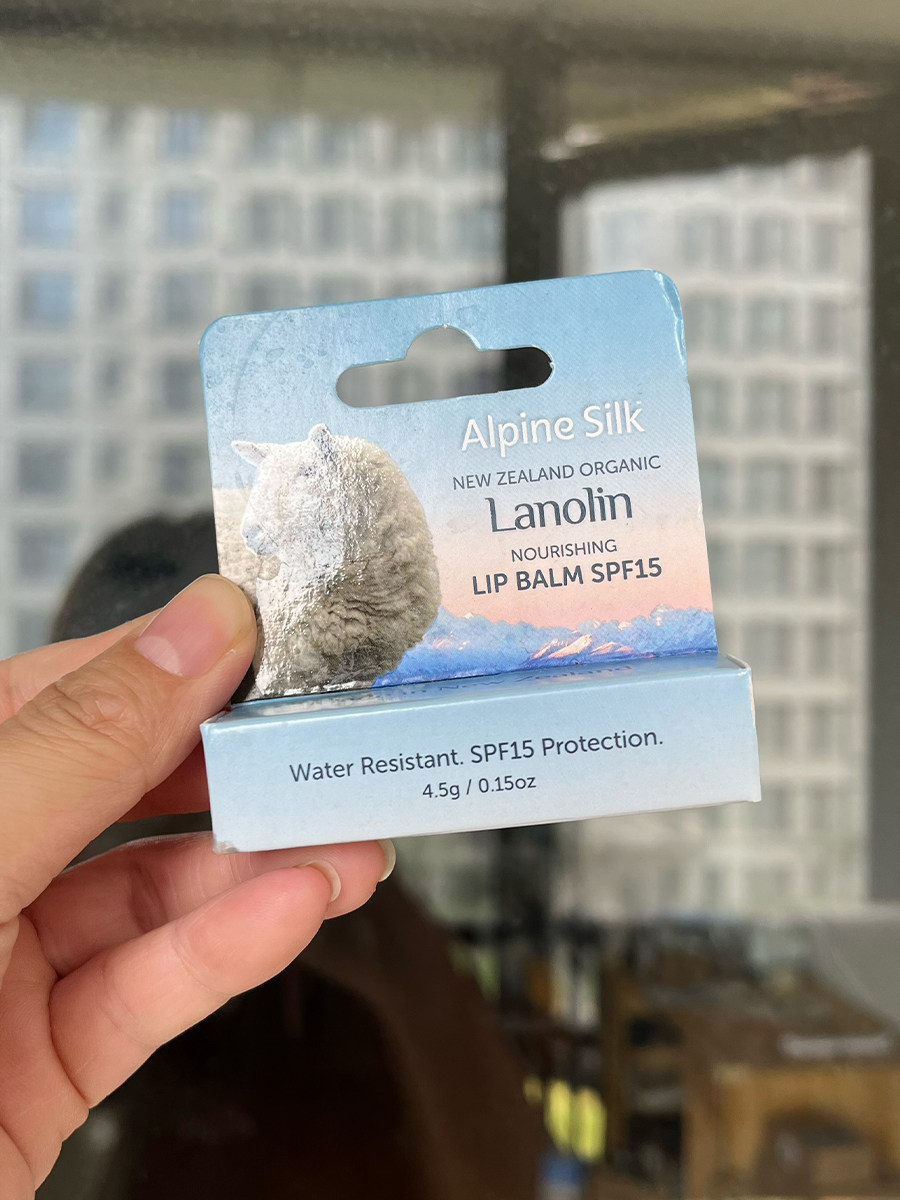 Alpine Silk
NEW ZEALAND ORGANIC
Lanolin
NOURISHING
LIP BALM SPF15
Water Resistant. SPF15 Protection.
4.5g / 0.15oz